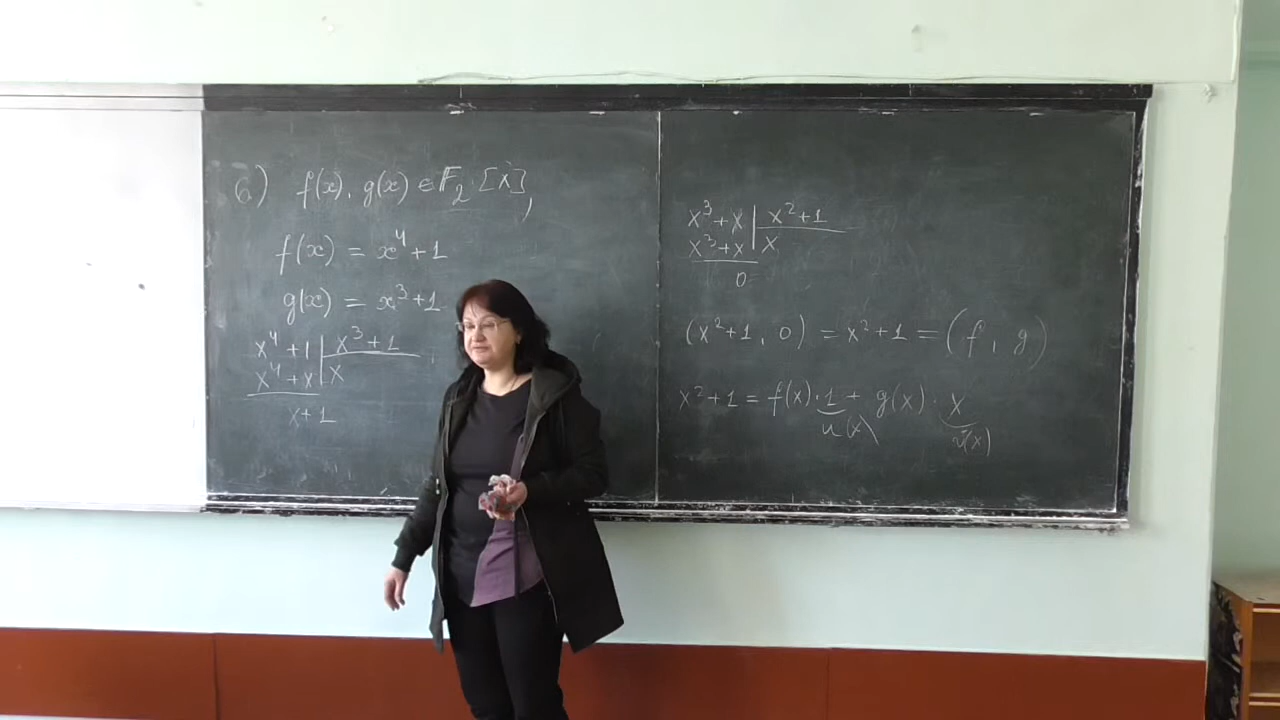 б) f(x), g(x) ∈ F₂ [x],
f(x) = x⁴+1
g(x) = x³+1
x⁴+1 | x³+1
x⁴+x | x
x+1
x³+x | x²+1
x³+x | x
0
(x²+1, 0) = x²+1 = (f, g)
x²+1 = f(x)·1 + g(x)·x
u(x) v(x)